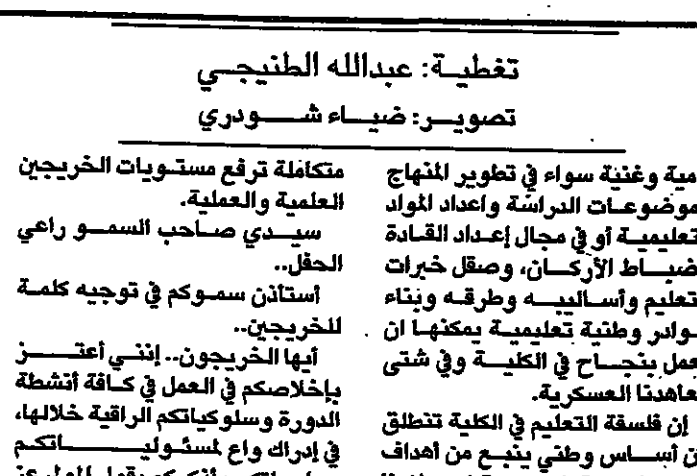 تغطية: عبدالله الطنيجي
تصوير: ضياء شودري
مية وغنية سواء في تطوير المنهاج
موضوعات الدراسة واعداد المواد
تعليمية أو في مجال إعداد القادة
ضباط الأركان، وصقل خبرات
تعليم وأساليبه وطرقه وبناء
وادر وطنية تعليمية يمكنها ان
عمل بنجاح في الكلية وفي شتى
عاهدنا العسكرية.
إن فلسفة التعليم في الكلية تنطلق
ن أساس وطني ينبع من أهداف
متكاملة ترفع مستويات الخريجين
العلمية والعملية.
سيدي صاحب السمو راعي
الحفل..
أستأذن سموكم في توجيه كلمة
للخريجين..
أيها الخريجون.. إنني أعتز
بإخلاصكم في العمل في كافة أنشطة
الدورة وسلوكياتكم الراقية خلالها،
في إدراك واع لمسئولياتكم